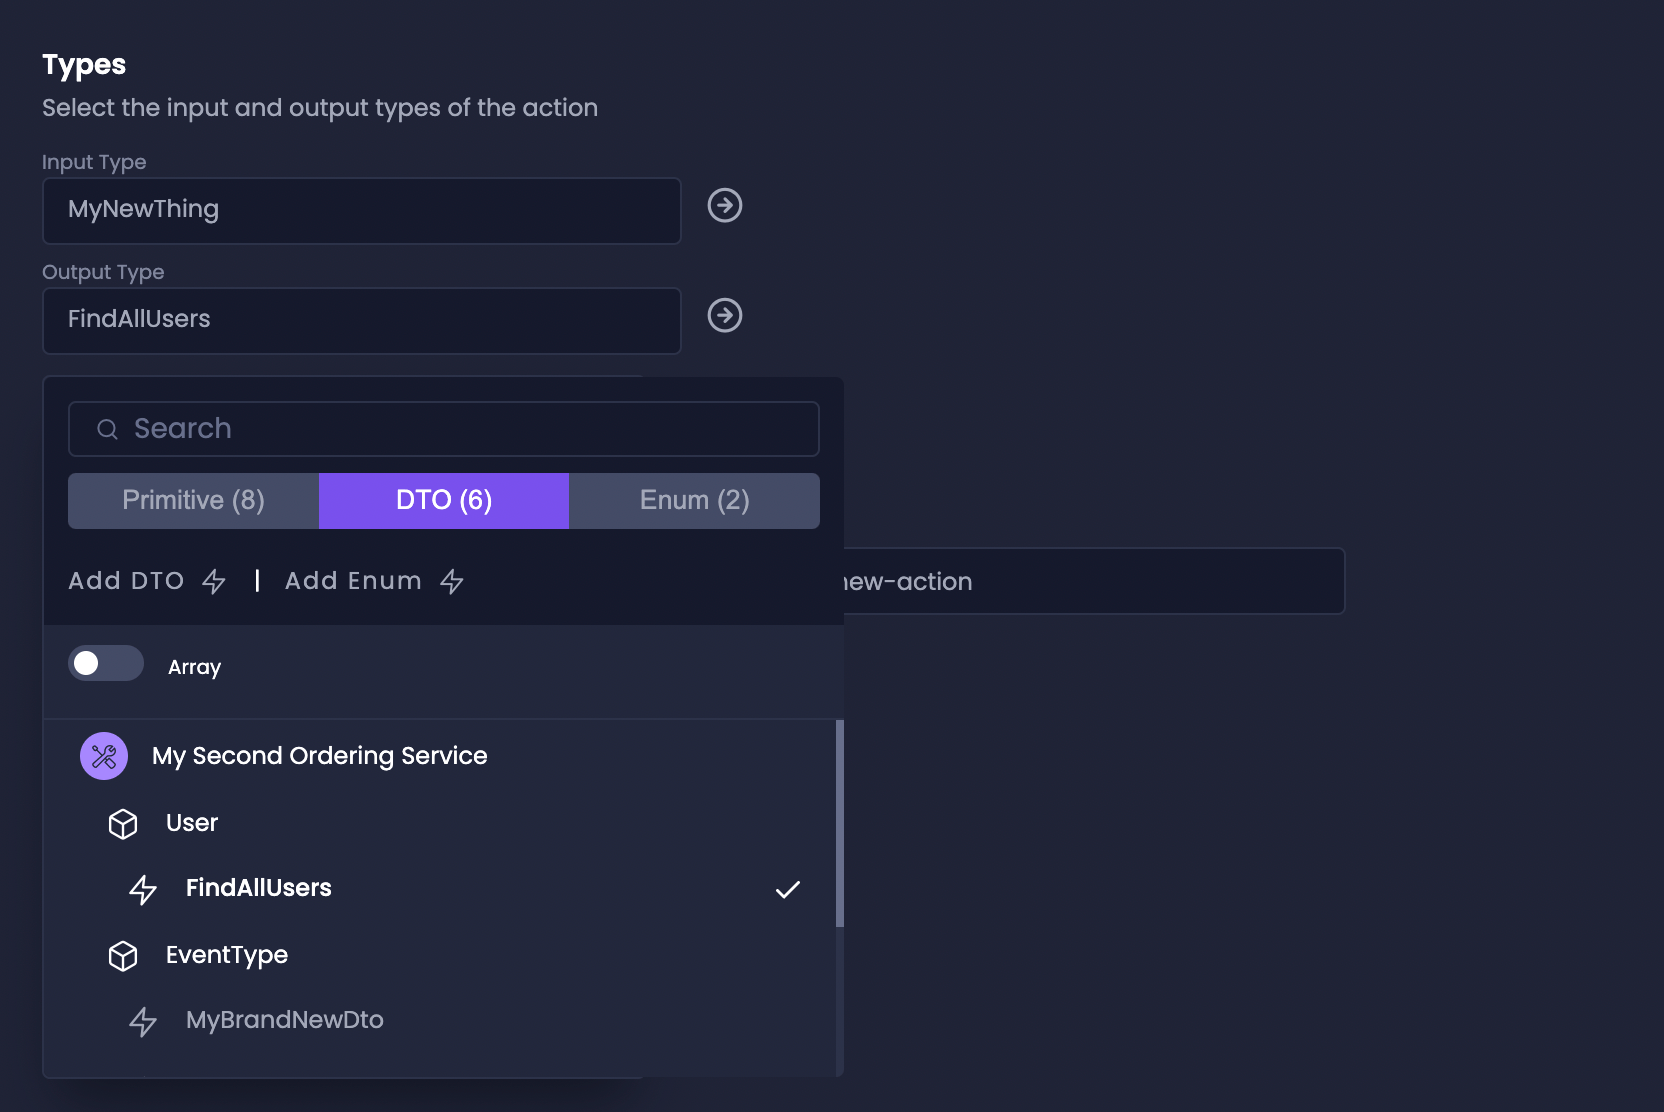 Types
Select the input and output types of the action
Input Type
MyNewThing
Output Type
FindAllUsers
Search
Primitive (8) DTO (6) Enum (2)
Add DTO | Add Enum
new-action
Array
My Second Ordering Service
User
FindAllUsers
EventType
MyBrandNewDto